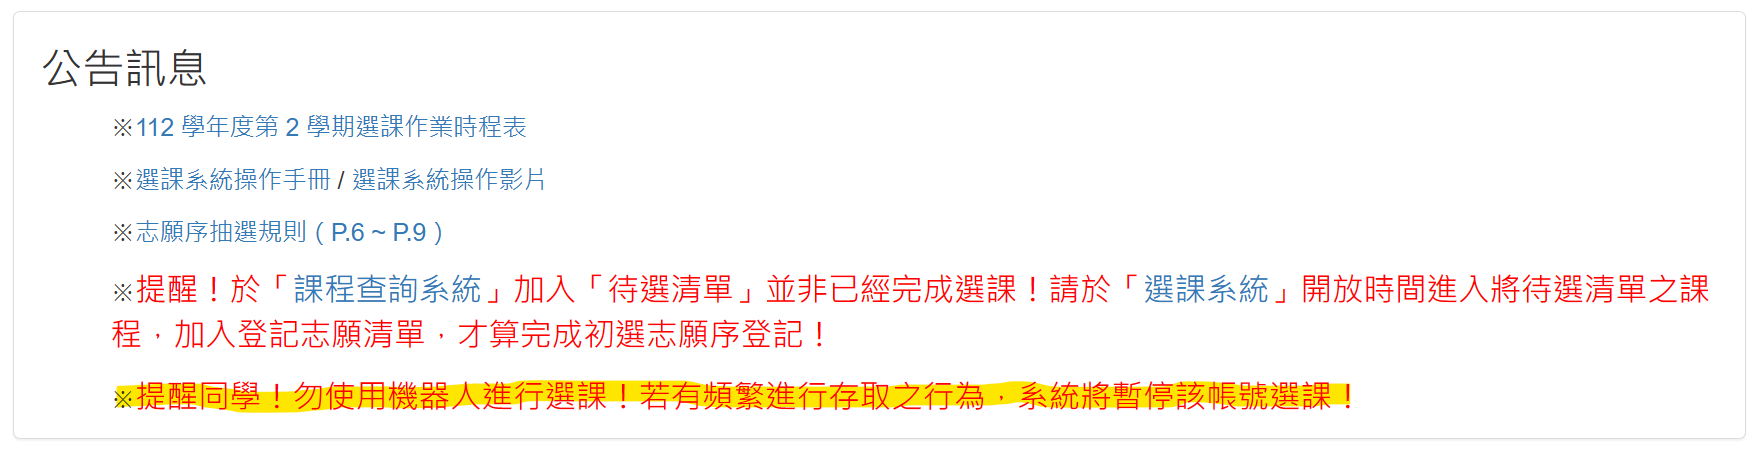 公告訊息
※112 學年度第 2 學期選課作業時程表
※選課系統操作手冊 / 選課系統操作影片
※志願序抽選規則 ( P.6 ~ P.9 )
※提醒！於「課程查詢系統」加入「待選清單」並非已經完成選課！請於「選課系統」開放時間進入將待選清單之課
程，加入登記志願清單，才算完成初選志願序登記！
※提醒同學！勿使用機器人進行選課！若有頻繁進行存取之行為，系統將暫停該帳號選課！